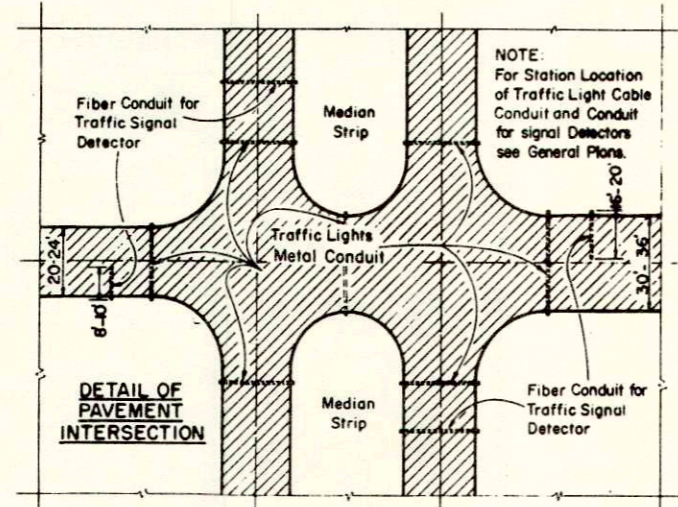 NOTE:
For Station Location
of Traffic Light Cable
Conduit and Conduit
for signal Detectors
see General Plans.
Fiber Conduit for
Traffic Signal
Detector
Median
Strip
Traffic Lights
Metal Conduit
20-24'
8'-10'
16'-20'
30'-36'
DETAIL OF
PAVEMENT
INTERSECTION
Median
Strip
Fiber Conduit for
Traffic Signal
Detector